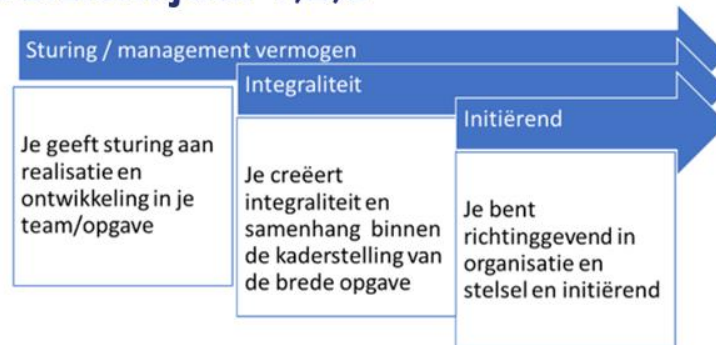 Sturing / management vermogen
Je geeft sturing aan
realisatie en
ontwikkeling in je
team/opgave
Integraliteit
Je creëert
integraliteit en
samenhang binnen
de kaderstelling van
de brede opgave
Initiërend
Je bent
richtinggevend in
organisatie en
stelsel en initiërend